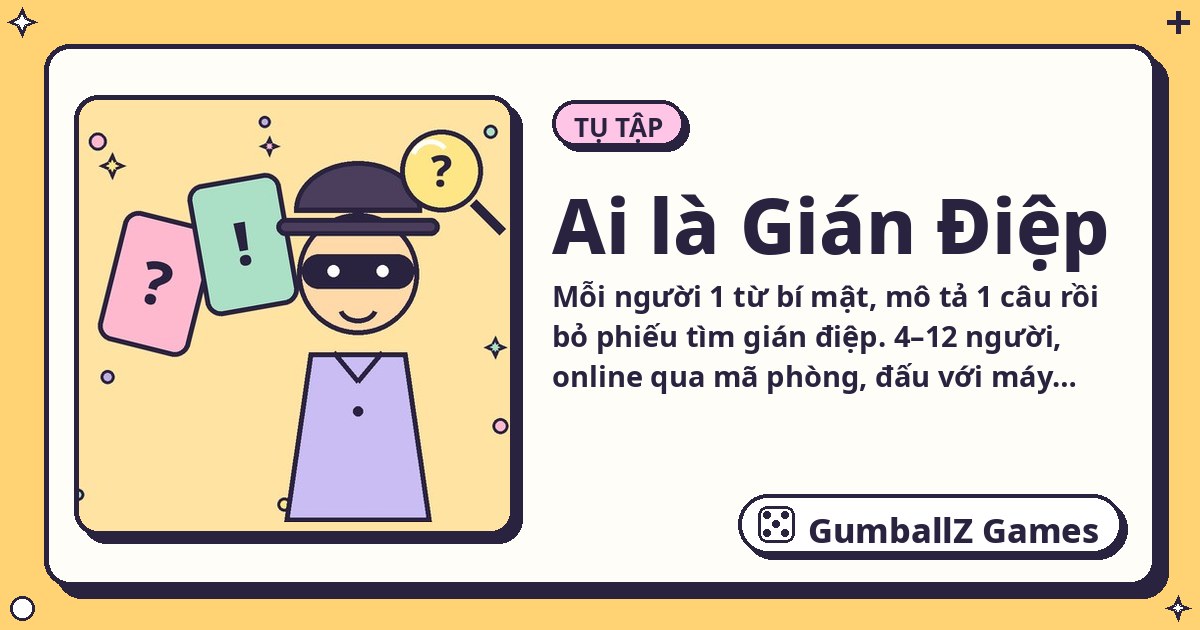 ?
!
?
TỤ TẬP
Ai là Gián Điệp
Mỗi người 1 từ bí mật, mô tả 1 câu rồi
bỏ phiếu tìm gián điệp. 4–12 người,
online qua mã phòng, đấu với máy...
GumballZ Games